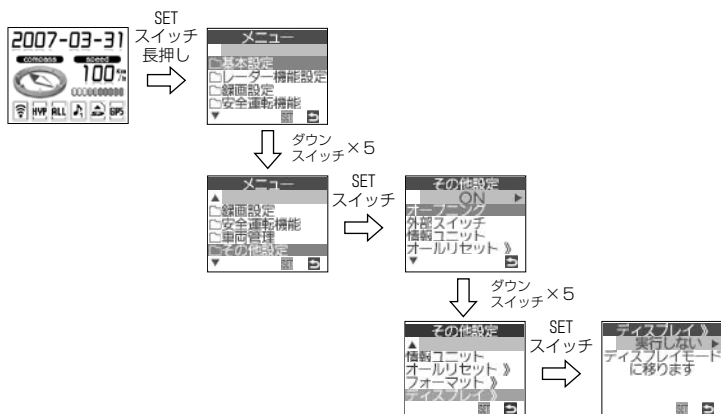 SET
スイッチ
長押し
2007-03-31
compass
speed
100 Km/h
HYP ALL GPS
メニュー
基本設定
レーダー機能設定
録画設定
安全運転機能
ダウン
スイッチ×5
メニュー
録画設定
安全運転機能
車両管理
その他設定
SET
スイッチ
その他設定
ON
オープニング
外部スイッチ
情報ユニット
オールリセット 》
ダウン
スイッチ×5
その他設定
情報ユニット
オールリセット 》
フォーマット 》
ディスプレイ 》
SET
スイッチ
ディスプレイ 》
実行しない
ディスプレイモード
に移ります